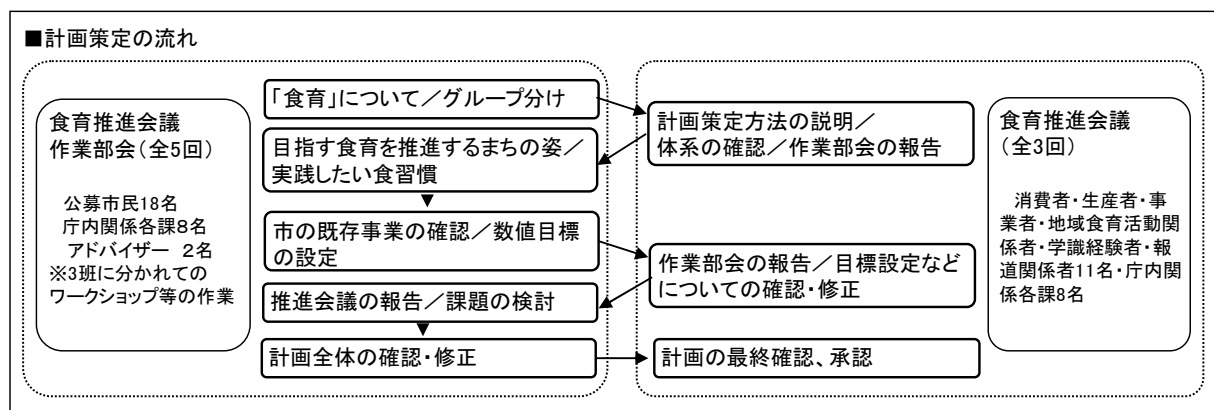 ■計画策定の流れ
食育推進会議
作業部会（全5回）
公募市民18名
庁内関係各課8名
アドバイザー　2名
※3班に分かれての
ワークショップ等の作業
「食育」について／グループ分け
目指す食育を推進するまちの姿／
実践したい食習慣
▼
市の既存事業の確認／数値目標
の設定
推進会議の報告／課題の検討
▼
計画全体の確認・修正
計画策定方法の説明／
体系の確認／作業部会の報告
作業部会の報告／目標設定など
についての確認・修正
計画の最終確認、承認
食育推進会議
（全3回）
消費者・生産者・事
業者・地域食育活動関
係者・学識経験者・報
道関係者11名・庁内関
係各課8名